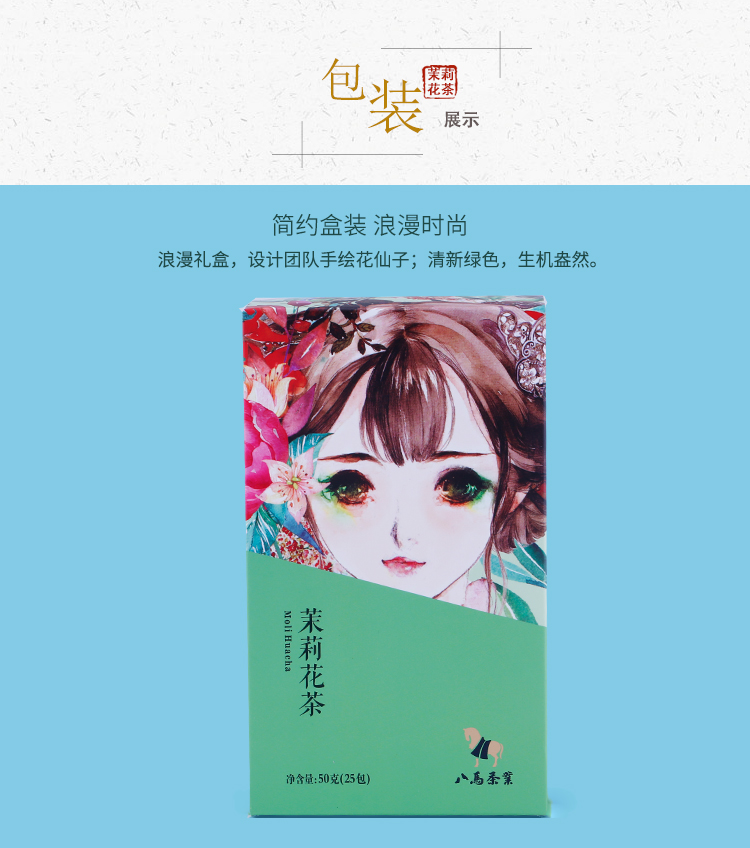 包装
茉莉
花茶
展示
简约盒装 浪漫时尚
浪漫礼盒，设计团队手绘花仙子；清新绿色，生机盎然。
茉莉花茶
Moli Huacha
净含量:50克(25包)
八馬茶業